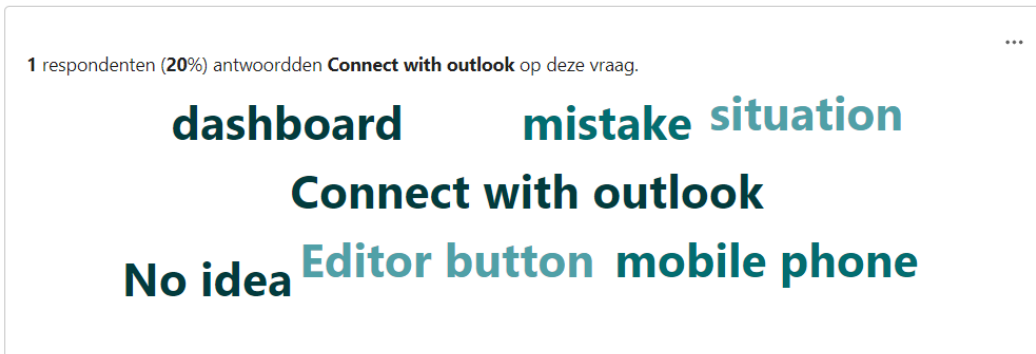 1 respondenten (20%) antwoordden Connect with outlook op deze vraag.
dashboard mistake situation
Connect with outlook
No idea Editor button mobile phone